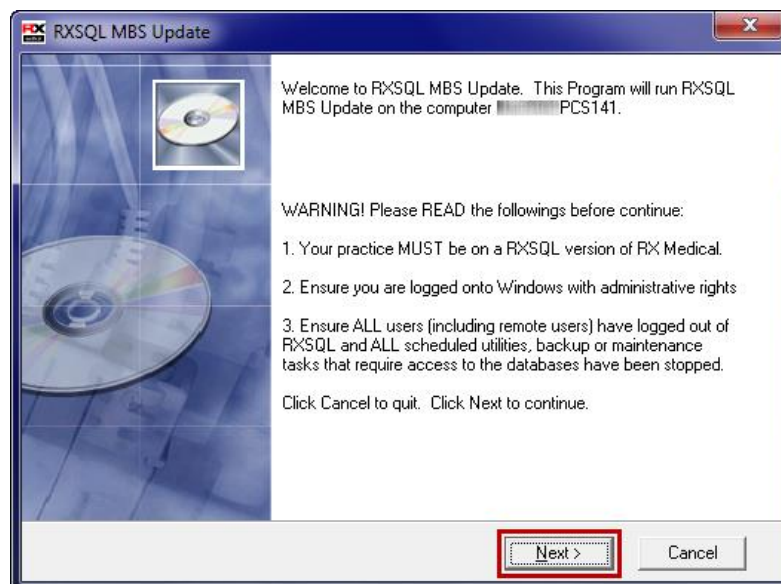 RXSQL MBS Update
Welcome to RXSQL MBS Update. This Program will run RXSQL
MBS Update on the computer PCS141.
WARNING! Please READ the followings before continue:
1. Your practice MUST be on a RXSQL version of RX Medical.
2. Ensure you are logged onto Windows with administrative rights
3. Ensure ALL users (including remote users) have logged out of
RXSQL and ALL scheduled utilities, backup or maintenance
tasks that require access to the databases have been stopped.
Click Cancel to quit. Click Next to continue.
Next >
Cancel